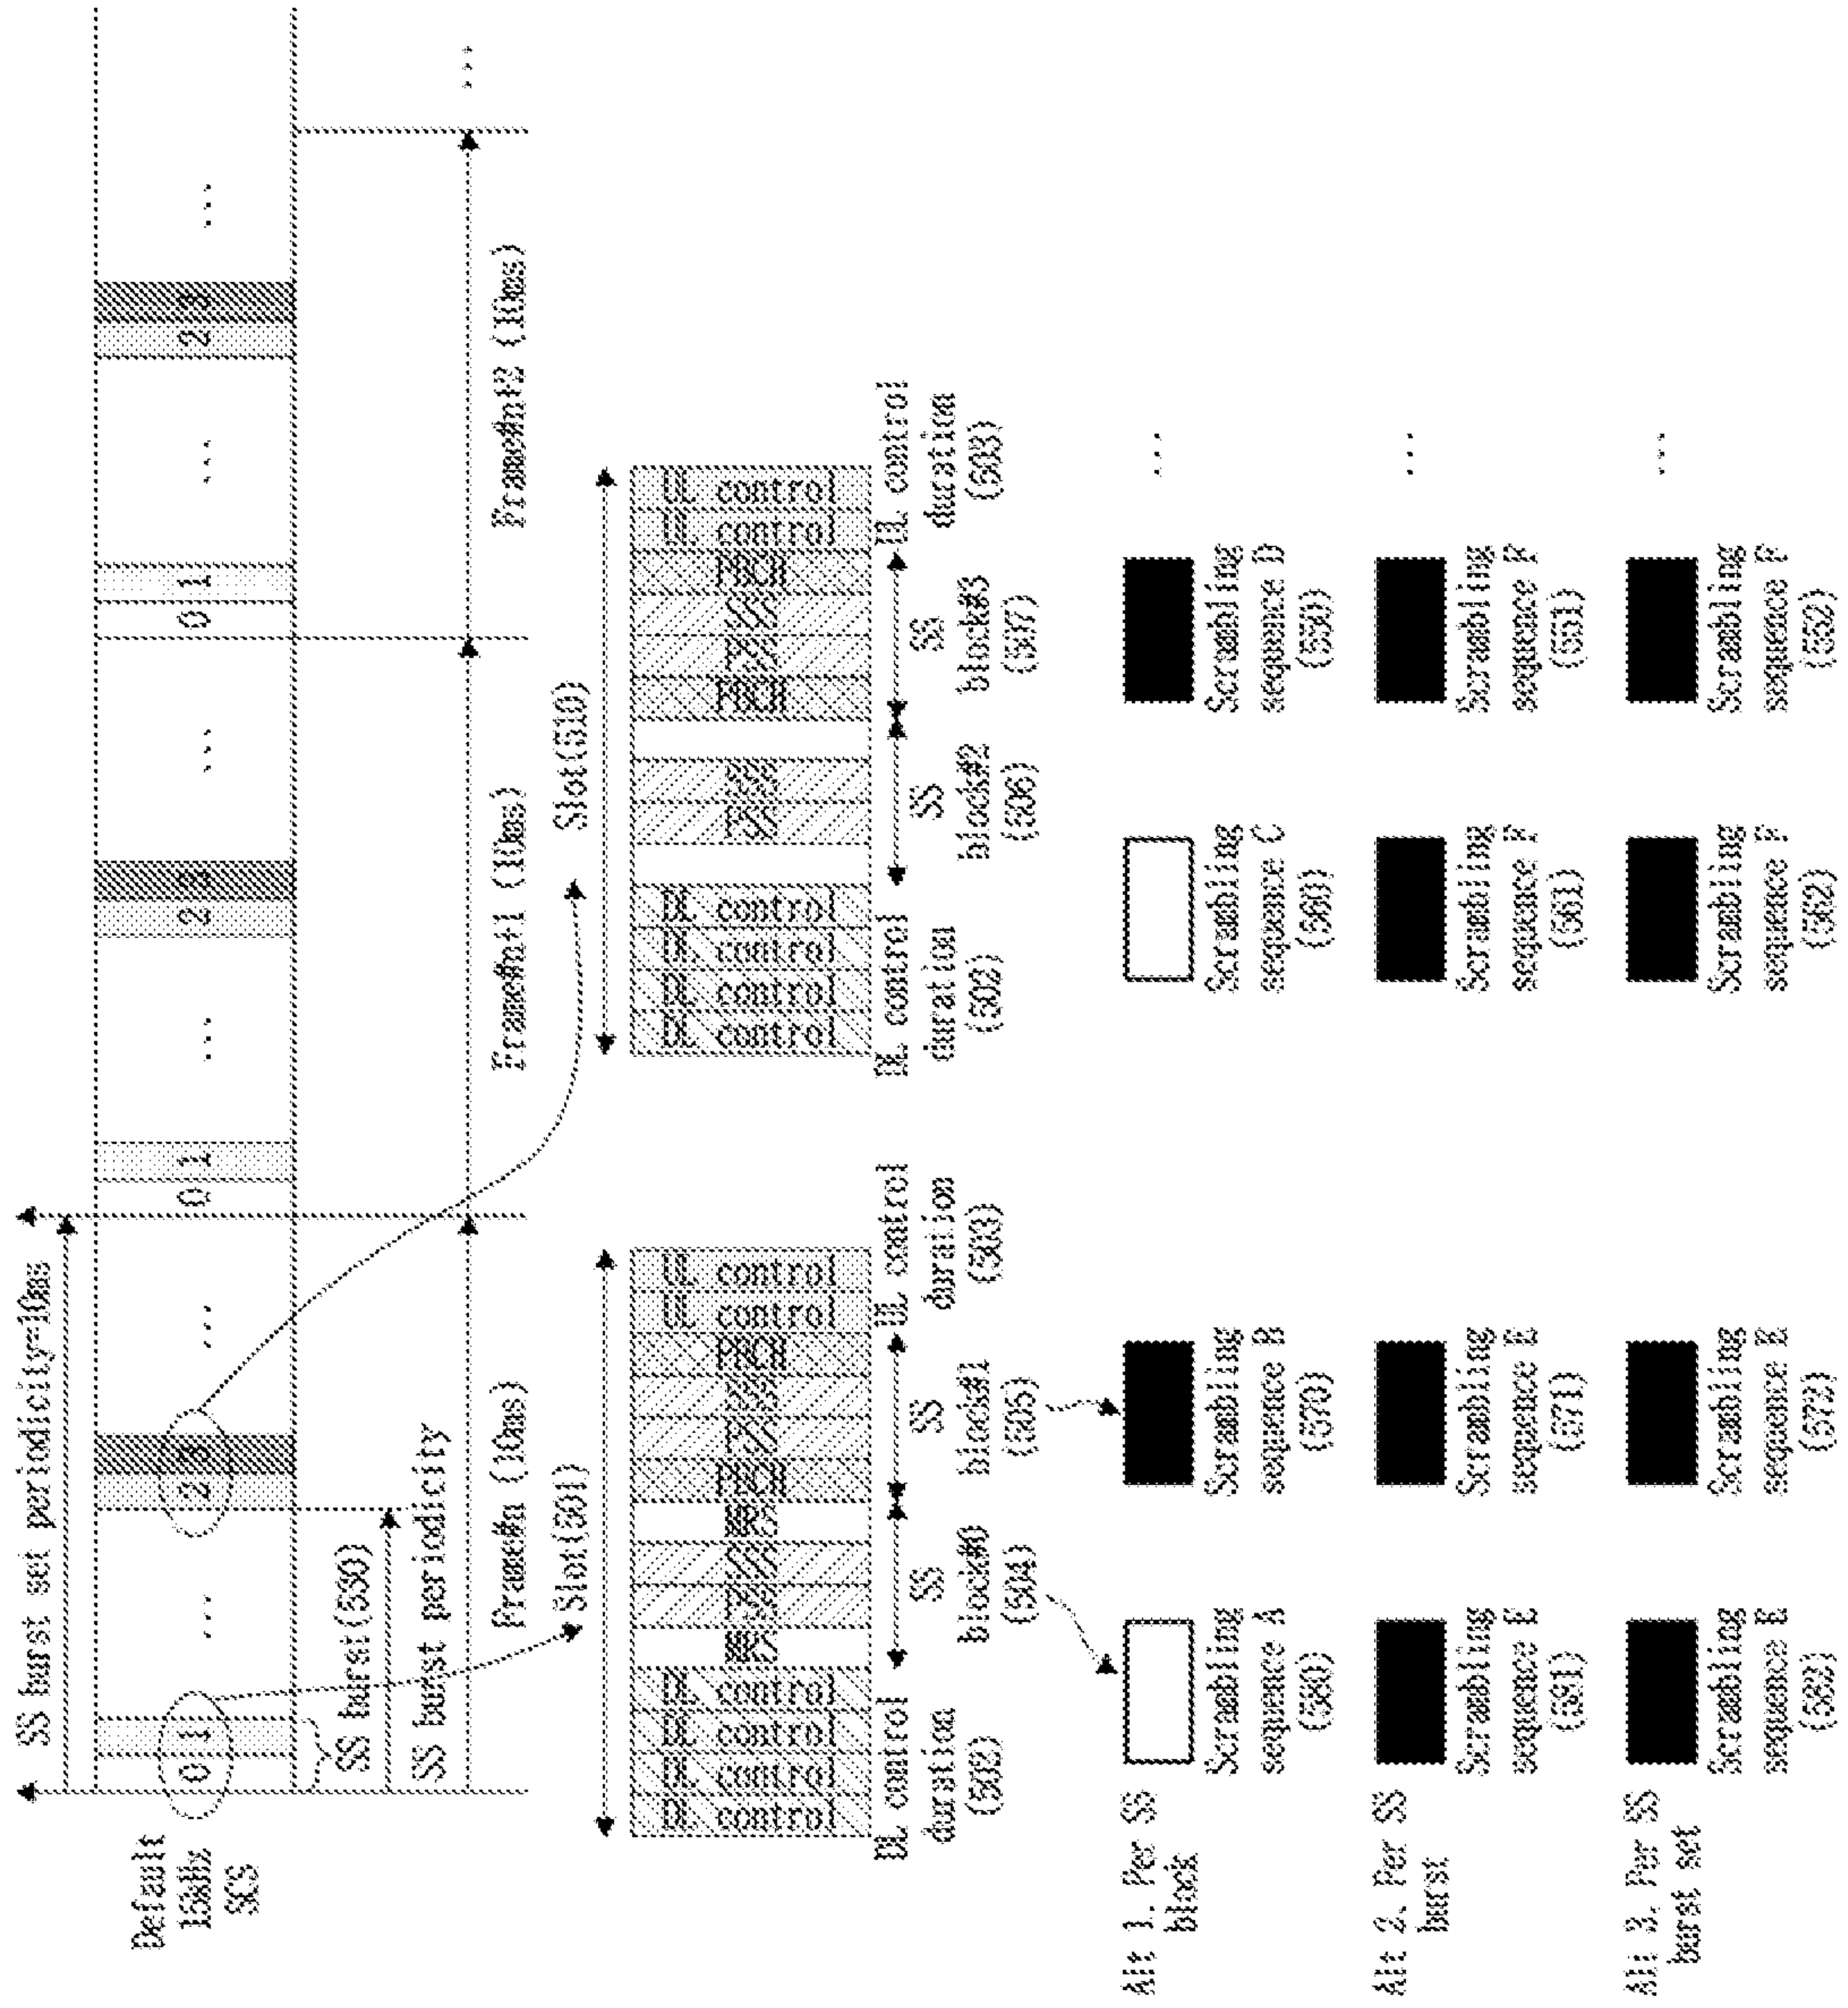 SS burst set periodicity=10ms
Default
15kHz
SCS
0 1
...
2 3
...
0 1
...
2 3
...
0 1
...
2 3
...
SS burst(530)
SS burst periodicity
Frame#n (10ms)
Frame#n+1 (10ms)
Frame#n+2 (10ms)
...
Slot(501)
Slot(510)
DL control
DL control
DL control
DL control
MRS
PSS
SSS
MRS
PBCH
PSS
SSS
PBCH
UL control
UL control
DL control
DL control
DL control
DL control
PSS
SSS
PBCH
PSS
SSS
PBCH
UL control
UL control
DL control
duration
(502)
SS
block#0
(504)
SS
block#1
(505)
UL control
duration
(503)
DL control
duration
(502)
SS
block#2
(506)
SS
block#3
(507)
UL control
duration
(503)
Alt 1. Per SS
block
Scrambling
sequence A
(580)
Scrambling
sequence B
(570)
Scrambling
sequence C
(560)
Scrambling
sequence D
(550)
...
Alt 2. Per SS
burst
Scrambling
sequence E
(581)
Scrambling
sequence E
(571)
Scrambling
sequence F
(561)
Scrambling
sequence F
(551)
...
Alt 3. Per SS
burst set
Scrambling
sequence E
(582)
Scrambling
sequence E
(572)
Scrambling
sequence F
(562)
Scrambling
sequence F
(552)
...